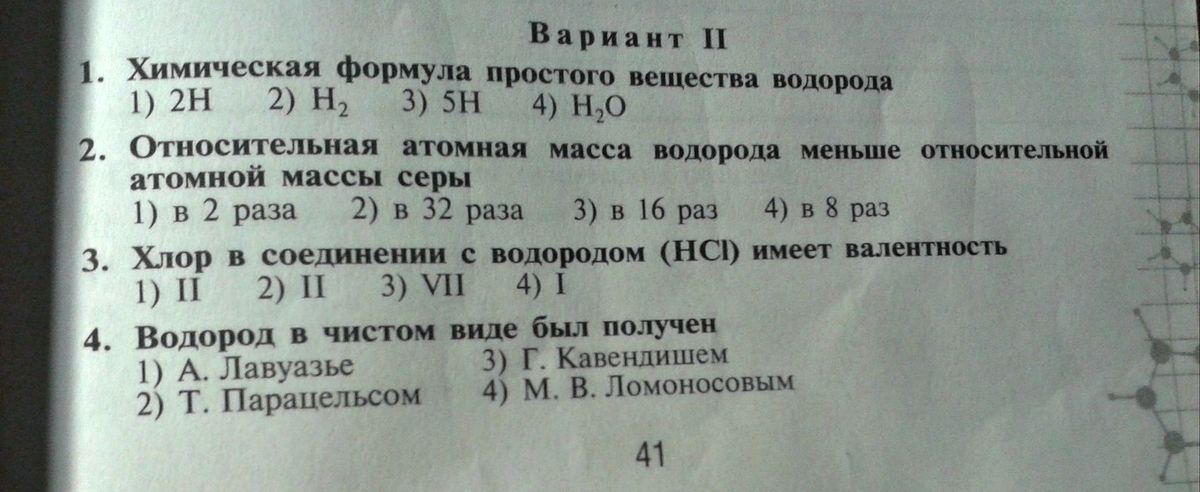 Вариант II
1. Химическая формула простого вещества водорода
1) 2H 2) H₂ 3) 5H 4) H₂O
2. Относительная атомная масса водорода меньше относительной
атомной массы серы
1) в 2 раза 2) в 32 раза 3) в 16 раз 4) в 8 раз
3. Хлор в соединении с водородом (HCl) имеет валентность
1) II 2) II 3) VII 4) I
4. Водород в чистом виде был получен
1) А. Лавуазье 3) Г. Кавендишем
2) Т. Парацельсом 4) М. В. Ломоносовым
41